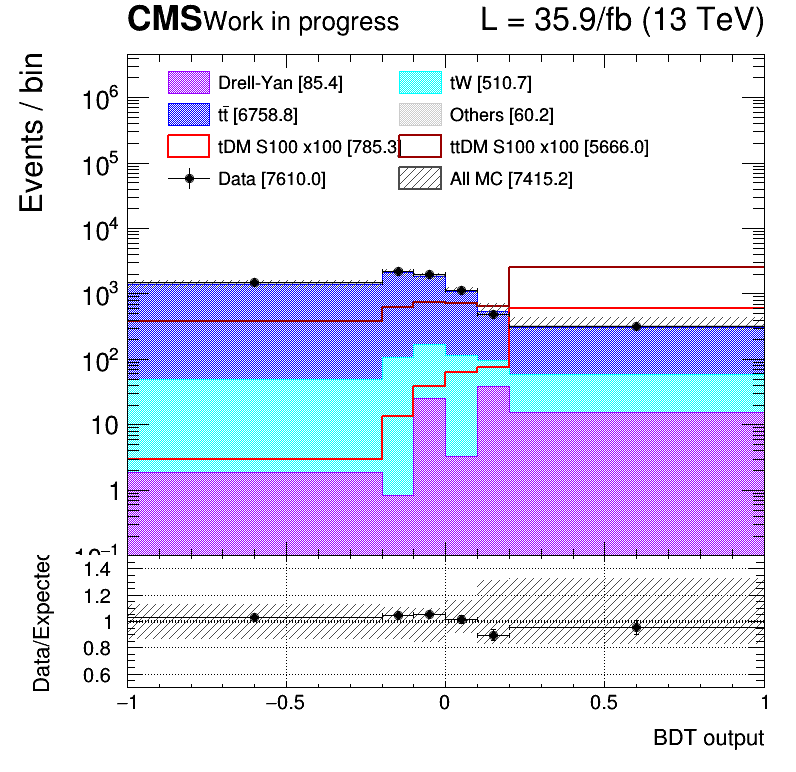 CMS Work in progress L = 35.9/fb (13 TeV)
Events / bin
Drell-Yan [85.4] tW [510.7]
tt̄ [6758.8] Others [60.2]
tDM S100 x100 [785.3] ttDM S100 x100 [5666.0]
Data [7610.0] All MC [7415.2]
10⁶
10⁵
10⁴
10³
10²
10
1
10⁻¹
Data/Expected
1.4
1.2
1
0.8
0.6
−1 −0.5 0 0.5 1
BDT output